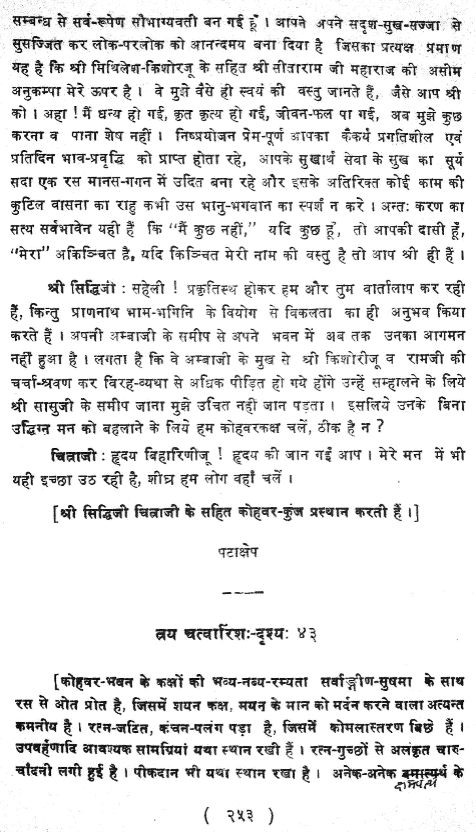 सम्बन्ध से सर्व-रूपेण सौभाग्यवती बन गई हूँ । आपने अपने सदृश-सुख-सज्जा से
सुसज्जित कर लोक-परलोक को आनन्दमय बना दिया है जिसका प्रत्यक्ष प्रमाण
यह है कि श्री मिथिलेश-किशोरजू के सहित श्री सीताराम जी महाराज की असीम
अनुकम्पा मेरे ऊपर है । वे मुझे वैसे ही स्वयं की वस्तु जानते हैं, जैसे आप श्री
को । अहा ! मैं धन्य हो गई, कृत कृत्य हो गई, जीवन-फल पा गई, अब मुझे कुछ
करना व पाना शेष नहीं । निष्प्रयोजन प्रेम-पूर्ण आपका कैंकर्य प्रगतिशील एवं
प्रतिदिन भाव-प्रवृद्धि को प्राप्त होता रहे, आपके सुखार्थ सेवा के सुख का सूर्य
सदा एक रस मानस-गगन में उदित बना रहे और इसके अतिरिक्त कोई काम की
कुटिल वासना का राहु कभी उस भानु-भगवान का स्पर्श न करे । अन्तः करण का
सत्य सर्वभावेन यही है कि "मैं कुछ नहीं," यदि कुछ हूँ, तो आपकी दासी हूँ,
"मेरा" अकिञ्चित है, यदि किञ्चित मेरी नाम की वस्तु है तो आप श्री ही हैं ।
श्री सिद्धिजी : सहेली ! प्रकृतिस्थ होकर हम और तुम वार्तालाप कर रही
हैं, किन्तु प्राणनाथ भाम-भगिनि के वियोग से विकलता का ही अनुभव किया
करते हैं । अपनी अम्बाजी के समीप से अपने भवन में अब तक उनका आगमन
नहीं हुआ है । लगता है कि वे अम्बाजी के मुख से श्री किशोरीजू व रामजी की
चर्चा-श्रवण कर विरह-व्यथा से अधिक पीड़ित हो गये होंगे उन्हें सम्हालने के लिये
श्री सासुजी के समीप जाना मुझे उचित नहीं जान पड़ता । इसलिये उनके बिना
उद्विग्न मन को बहलाने के लिये हम कोहवरकक्ष चलें, ठीक है न ?
चित्राजी : हृदय बिहारिणीजू ! हृदय की जान गईं आप । मेरे मन में भी
यही इच्छा उठ रही है, शीघ्र हम लोग वहाँ चलें ।
[श्री सिद्धिजी चित्राजी के सहित कोहवर-कुंज प्रस्थान करती हैं ।]
पटाक्षेप
त्रय चत्वारिंशः-दृश्यः ४३
[कोहवर-भवन के कक्षों की भव्य-नव्य-रम्यता सर्वाङ्गीण-सुषमा के साथ
रस से ओत प्रोत है, जिसमें शयन कक्ष, मयन के मान को मर्दन करने वाला अत्यन्त
कमनीय है । रत्न-जटित, कंचन-पलंग पड़ा है, जिसमें कोमलास्तरण बिछे हैं ।
उपबर्हणादि आवश्यक सामग्रियां यथा स्थान रखी हैं । रत्न-गुच्छों से अलंकृत चारु-
चाँदनी लगी हुई है । पीकदान भी यथा स्थान रखा है । अनेक-अनेक के
( २५३ )